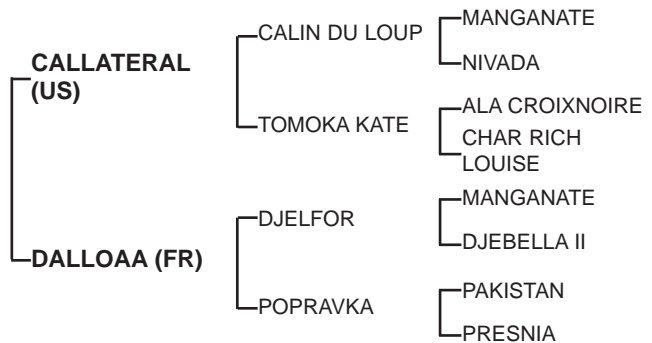 MANGANATE
CALIN DU LOUP
CALLATERAL
(US)
NIVADA
TOMOKA KATE
ALA CROIXNOIRE
CHAR RICH
LOUISE
DALLOAA (FR)
DJELFOR
MANGANATE
DJEBELLA II
POPRAVKA
PAKISTAN
PRESNIA